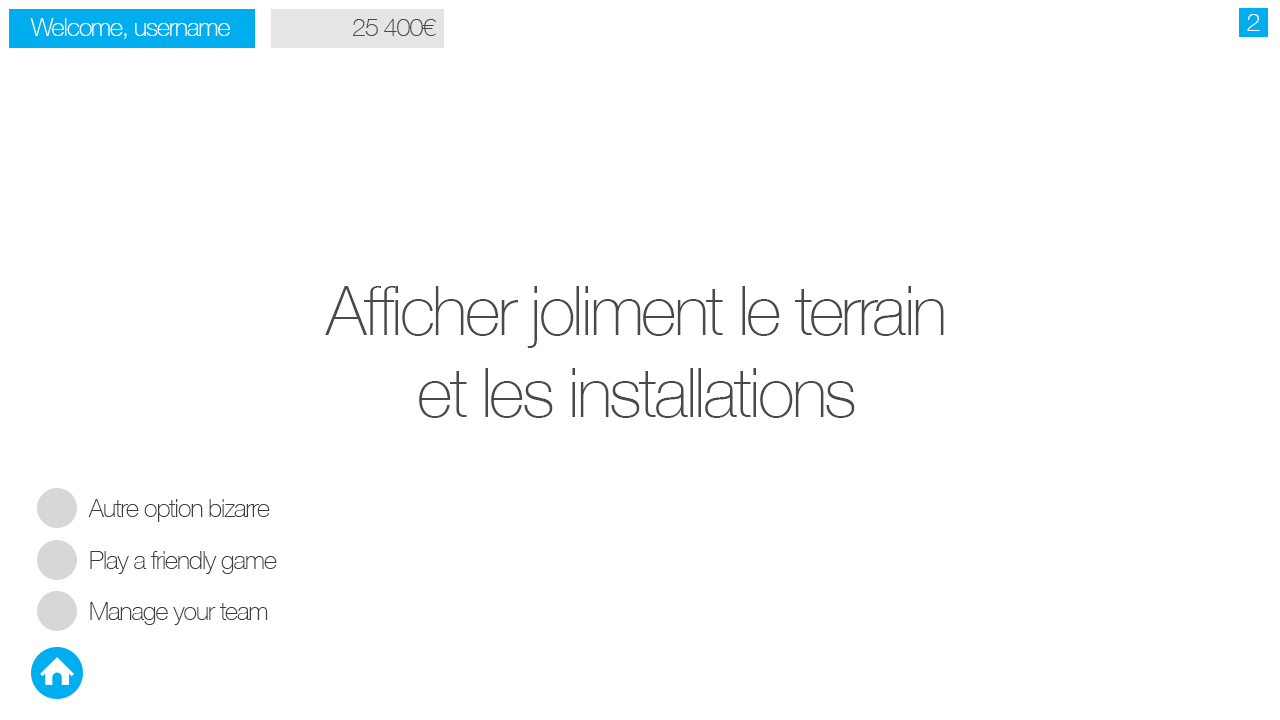 Welcome, username
25 400€
2
Afficher joliment le terrain
et les installations
Autre option bizarre
Play a friendly game
Manage your team